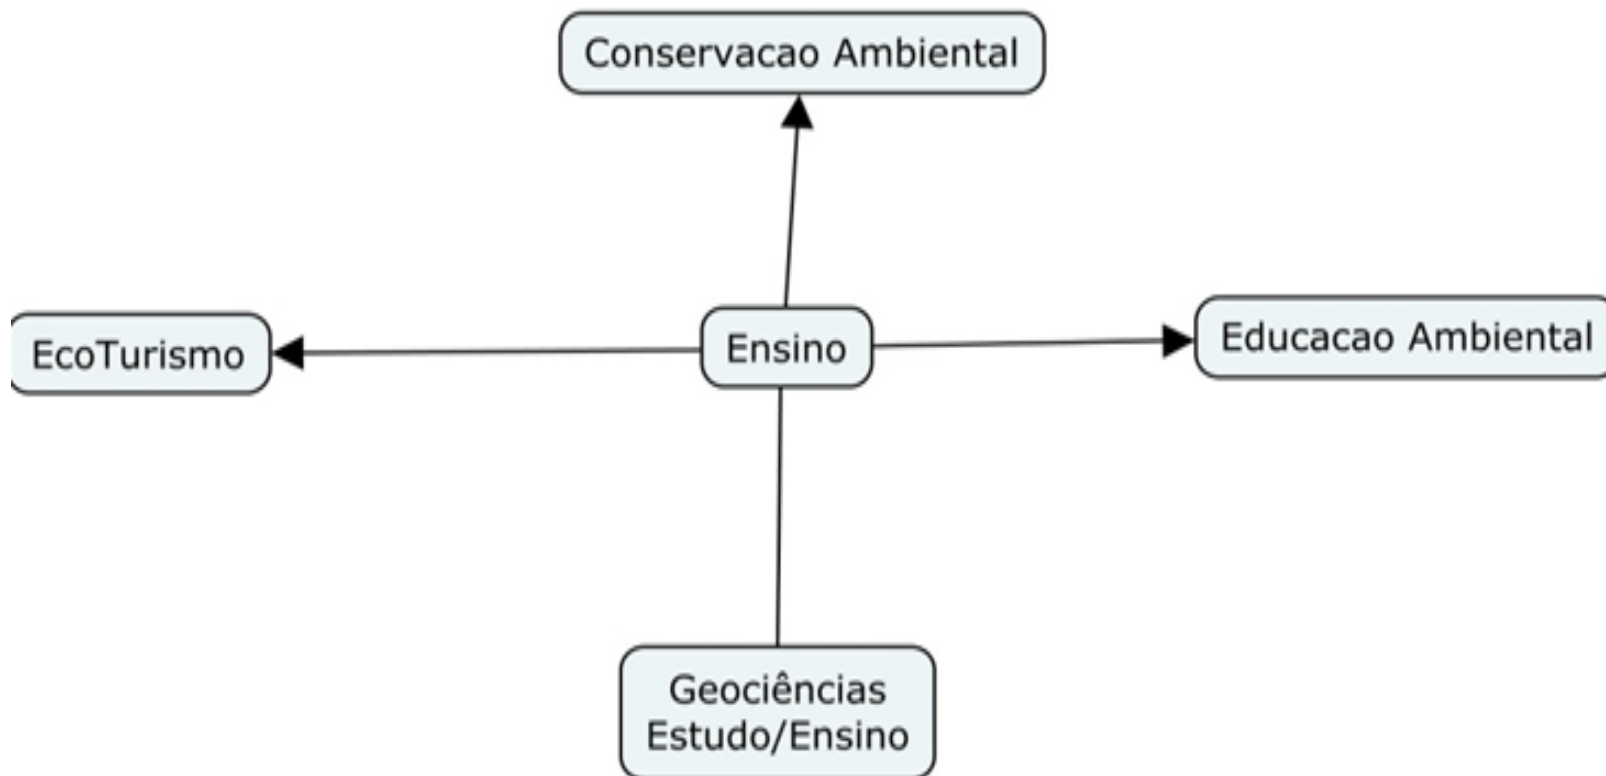 Conservacao Ambiental
EcoTurismo
Ensino
Educacao Ambiental
Geociências
Estudo/Ensino